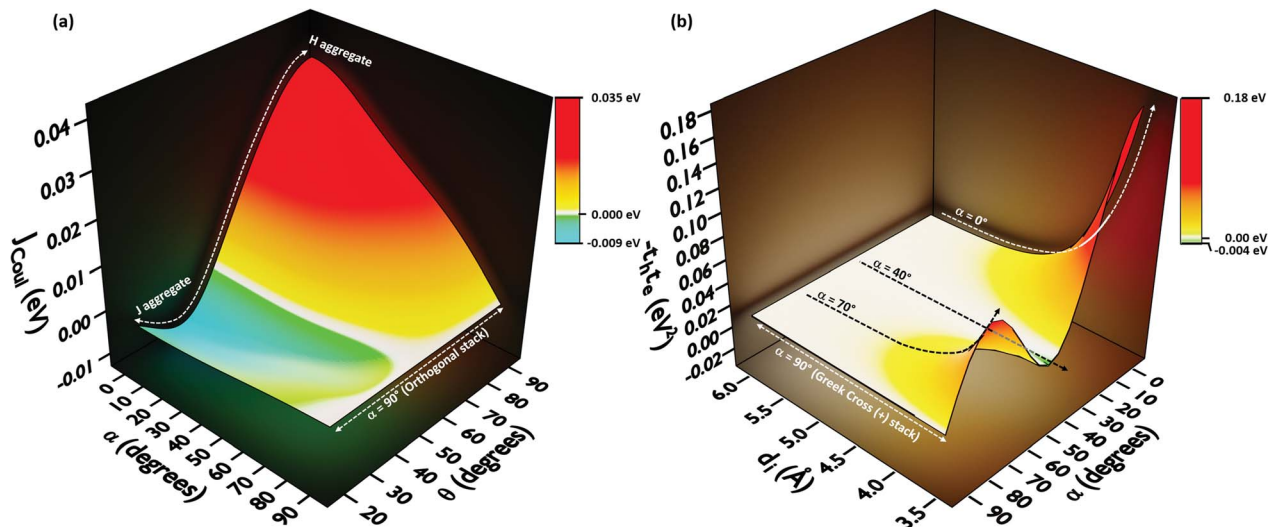 (a)
H aggregate
J aggregate
α = 90° (Orthogonal stack)
0.04
0.03
0.02
0.01
0.00
-0.01
J Coul (eV)
0
10
20
30
40
50
60
70
80
90
α (degrees)
20
30
40
50
60
70
80
90
θ (degrees)
0.035 eV
0.000 eV
-0.009 eV
(b)
α = 0°
α = 40°
α = 70°
α = 90° (Greek Cross (+) stack)
0.18
0.16
0.14
0.12
0.10
0.08
0.06
0.04
0.02
0.00
-0.02
-t_h t_e (eV²)
6.0
5.5
5.0
4.5
4.0
3.5
d_i (Å)
0
10
20
30
40
50
60
70
80
90
α (degrees)
0.18 eV
0.00 eV
-0.004 eV